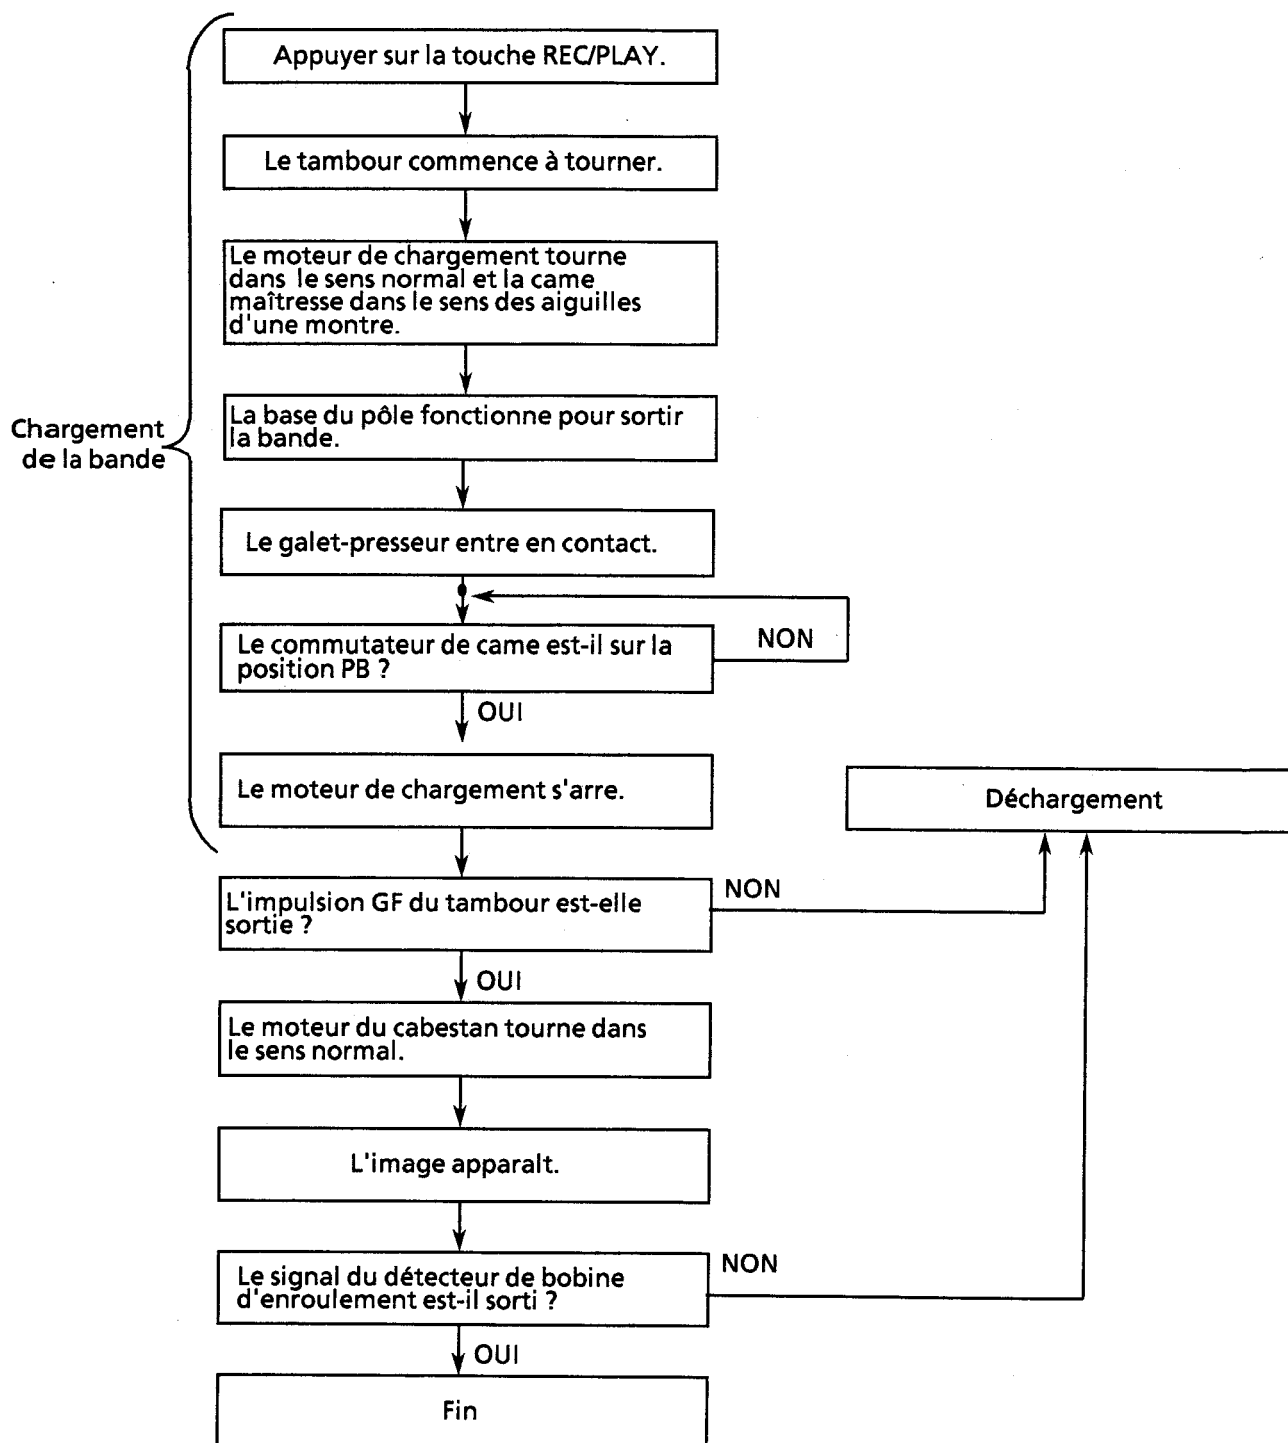 Appuyer sur la touche REC/PLAY.
Le tambour commence à tourner.
Le moteur de chargement tourne
dans le sens normal et la came
maîtresse dans le sens des aiguilles
d'une montre.
La base du pôle fonctionne pour sortir
la bande.
Chargement
de la bande
Le galet-presseur entre en contact.
Le commutateur de came est-il sur la
position PB ?
NON
OUI
Le moteur de chargement s'arre.
Déchargement
L'impulsion GF du tambour est-elle
sortie ?
NON
OUI
Le moteur du cabestan tourne dans
le sens normal.
L'image apparalt.
Le signal du détecteur de bobine
d'enroulement est-il sorti ?
NON
OUI
Fin